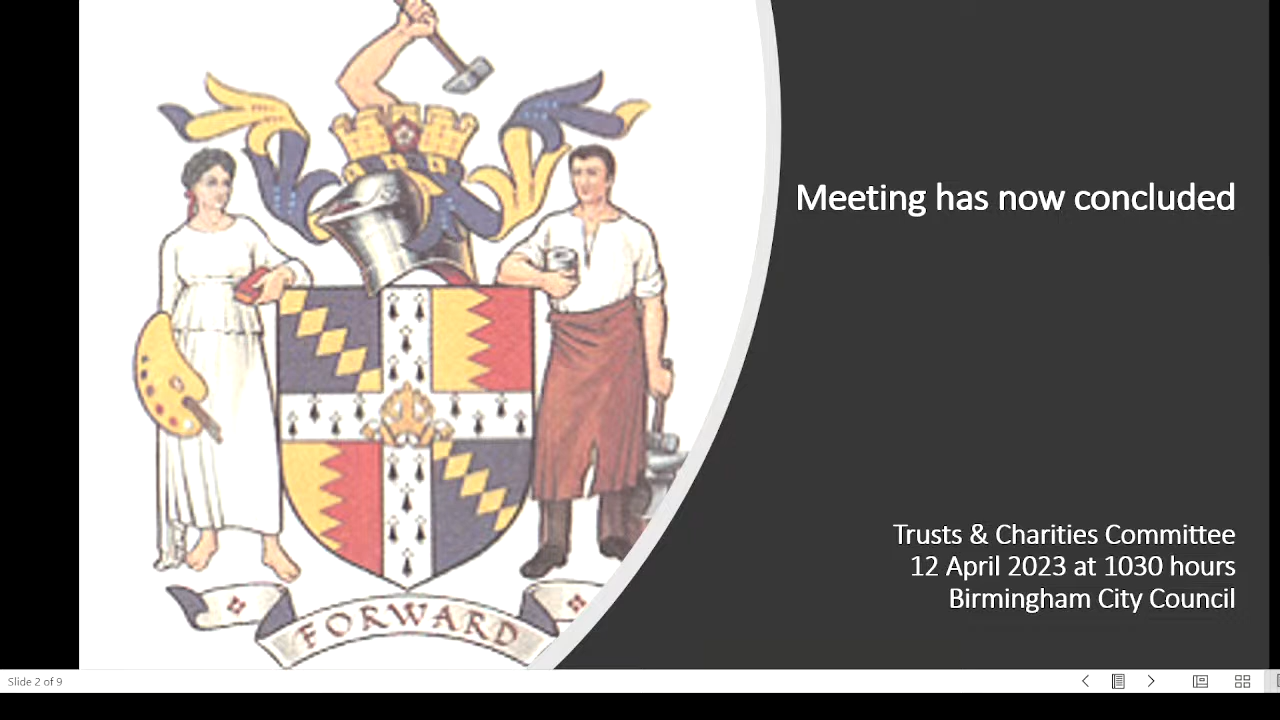 Meeting has now concluded
Trusts & Charities Committee
12 April 2023 at 1030 hours
Birmingham City Council
FORWARD
Slide 2 of 9